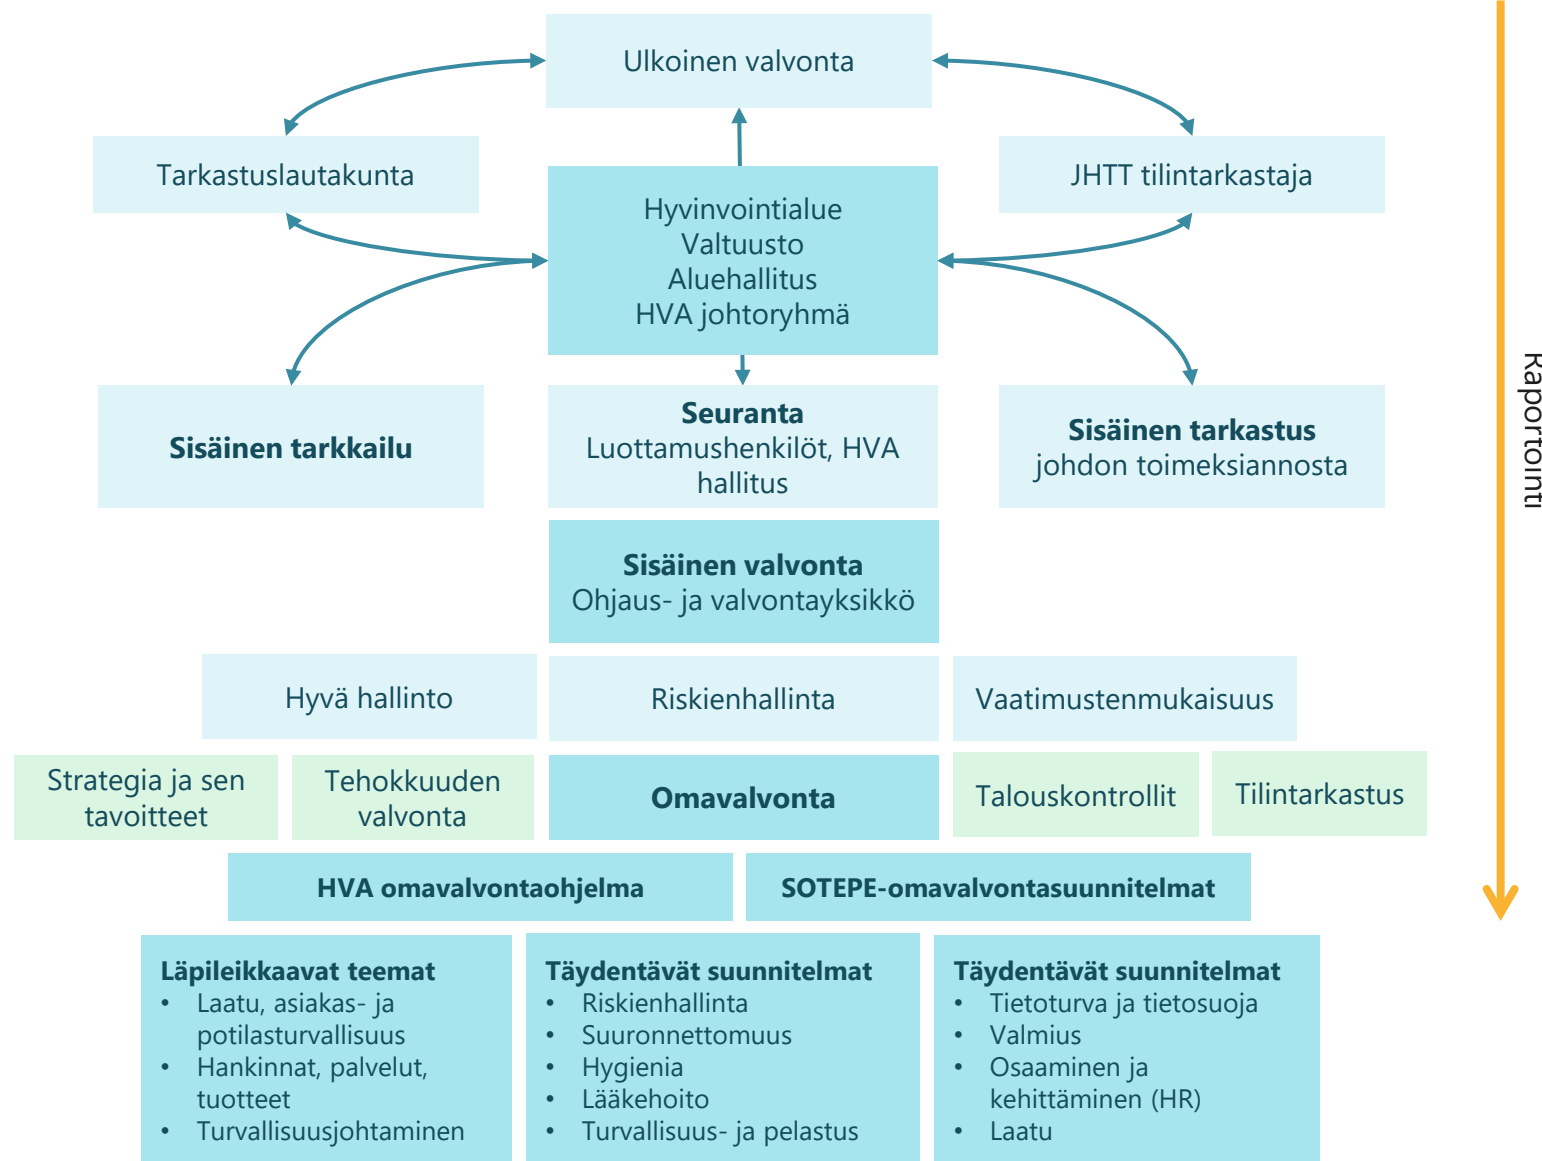 Ulkoinen valvonta
Tarkastuslautakunta
JHTT tilintarkastaja
Hyvinvointialue
Valtuusto
Aluehallitus
HVA johtoryhmä
Sisäinen tarkkailu
Seuranta
Luottamushenkilöt, HVA
hallitus
Sisäinen tarkastus
johdon toimeksiannosta
Raportointi
Sisäinen valvonta
Ohjaus- ja valvontayksikkö
Hyvä hallinto
Riskienhallinta
Vaatimustenmukaisuus
Strategia ja sen
tavoitteet
Tehokkuuden
valvonta
Omavalvonta
Talouskontrollit
Tilintarkastus
HVA omavalvontaohjelma
SOTEPE-omavalvontasuunnitelmat
Läpileikkaavat teemat
• Laatu, asiakas- ja
potilasturvallisuus
• Hankinnat, palvelut,
tuotteet
• Turvallisuusjohtaminen
Täydentävät suunnitelmat
• Riskienhallinta
• Suuronnettomuus
• Hygienia
• Lääkehoito
• Turvallisuus- ja pelastus
Täydentävät suunnitelmat
• Tietoturva ja tietosuoja
• Valmius
• Osaaminen ja
kehittäminen (HR)
• Laatu